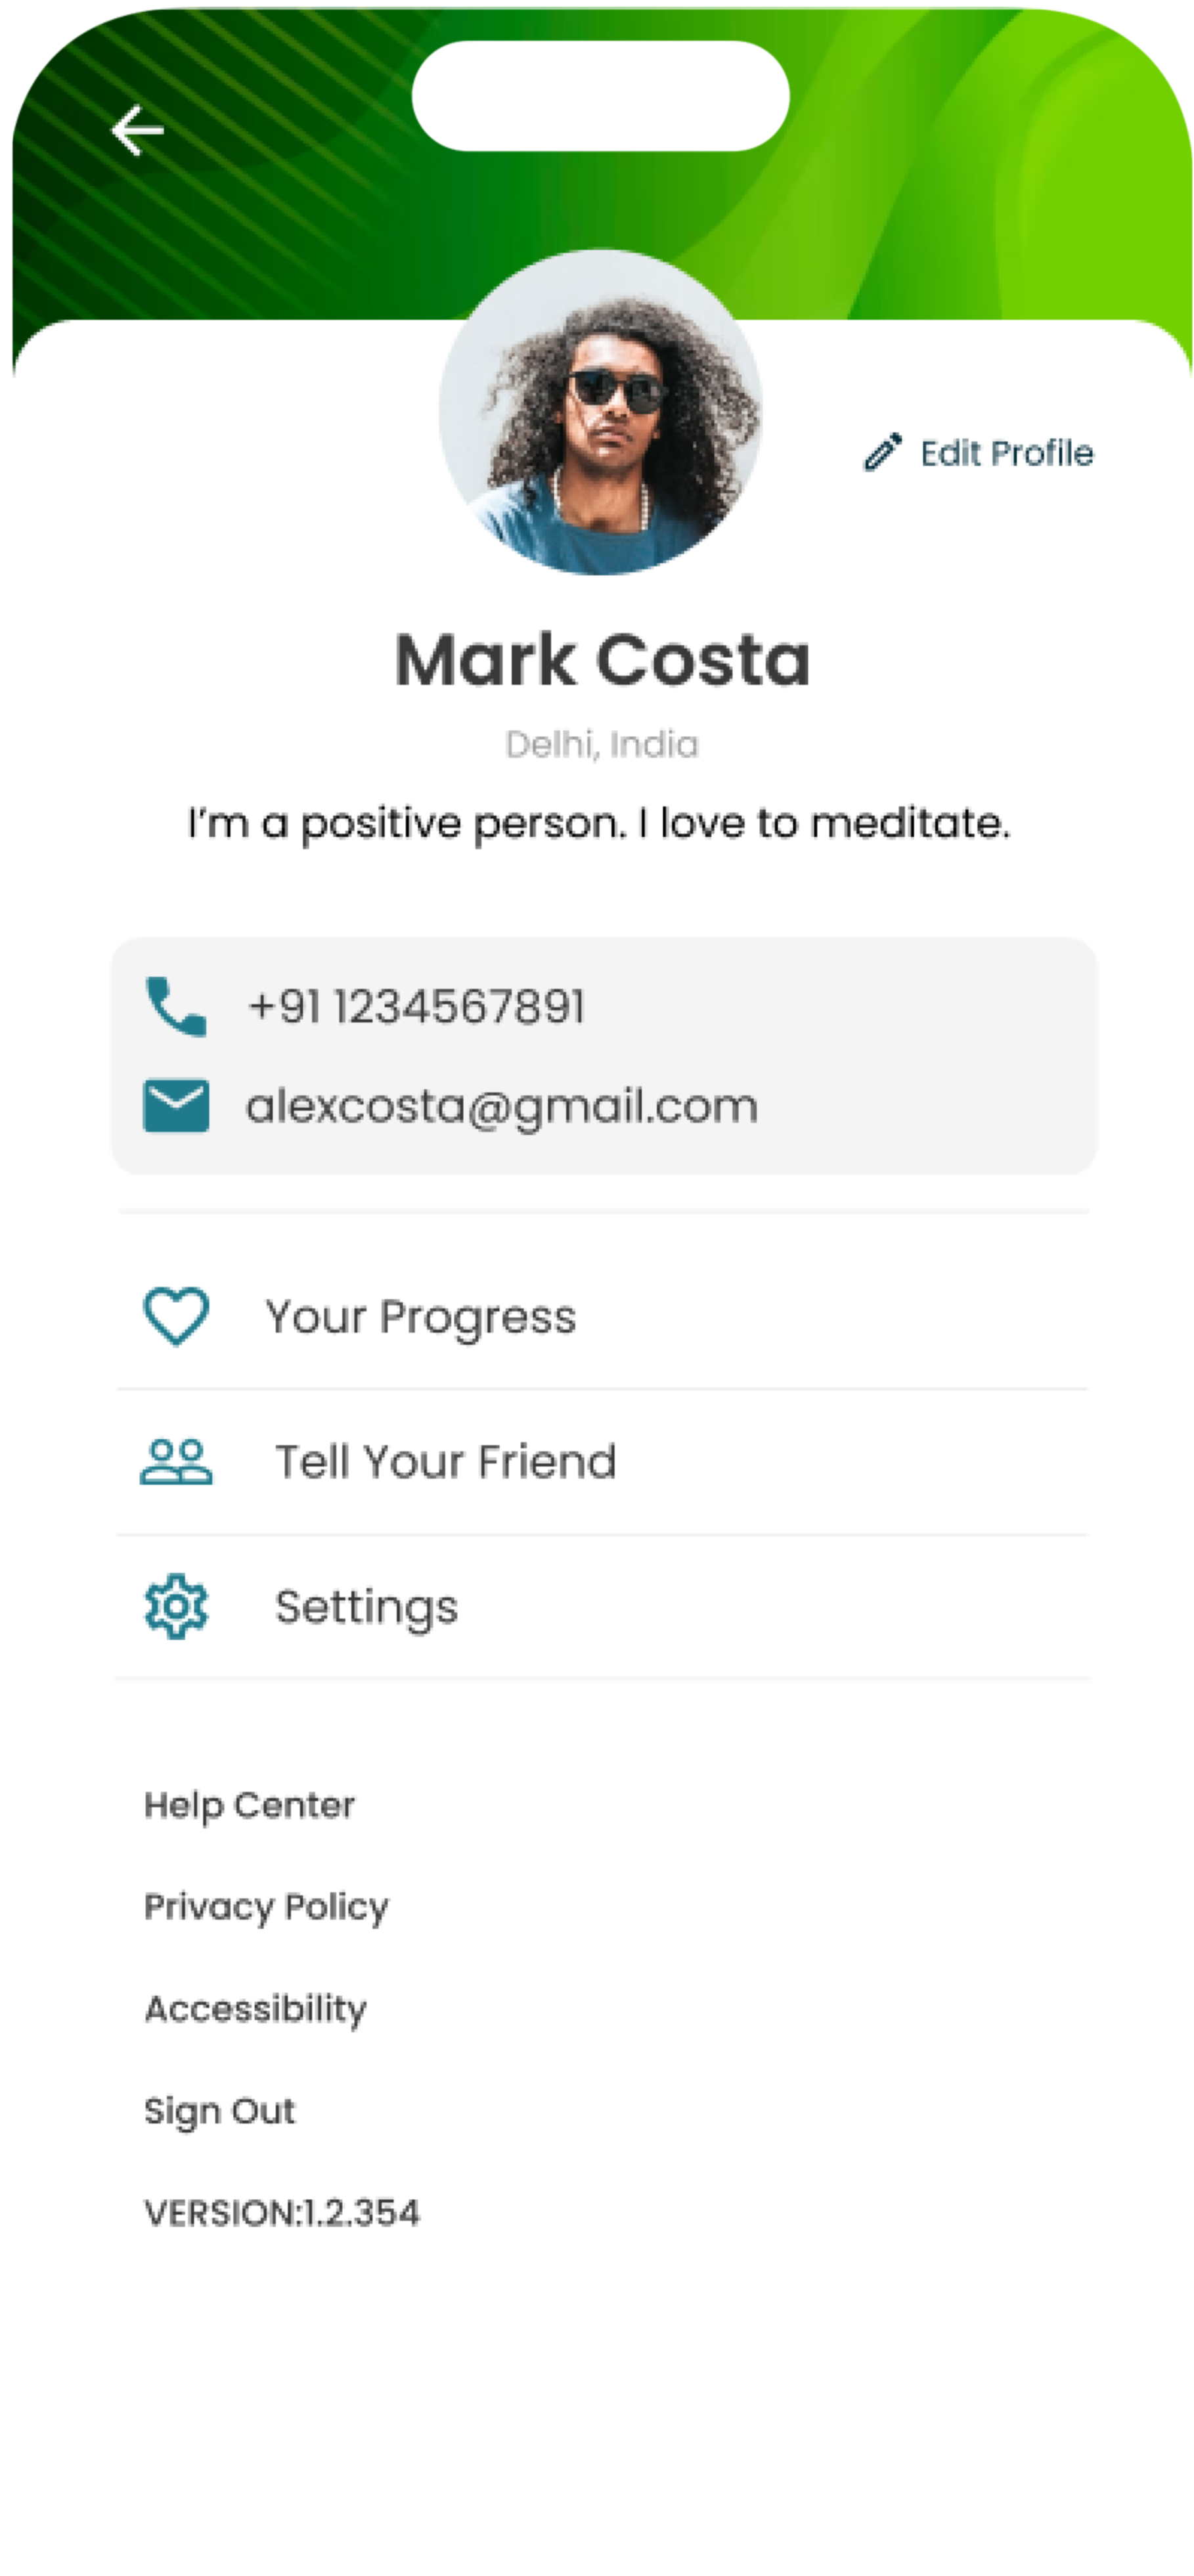 Edit Profile
Mark Costa
Delhi, India
I'm a positive person. I love to meditate.
+91 1234567891
alexcosta@gmail.com
Your Progress
Tell Your Friend
Settings
Help Center
Privacy Policy
Accessibility
Sign Out
VERSION:1.2.354